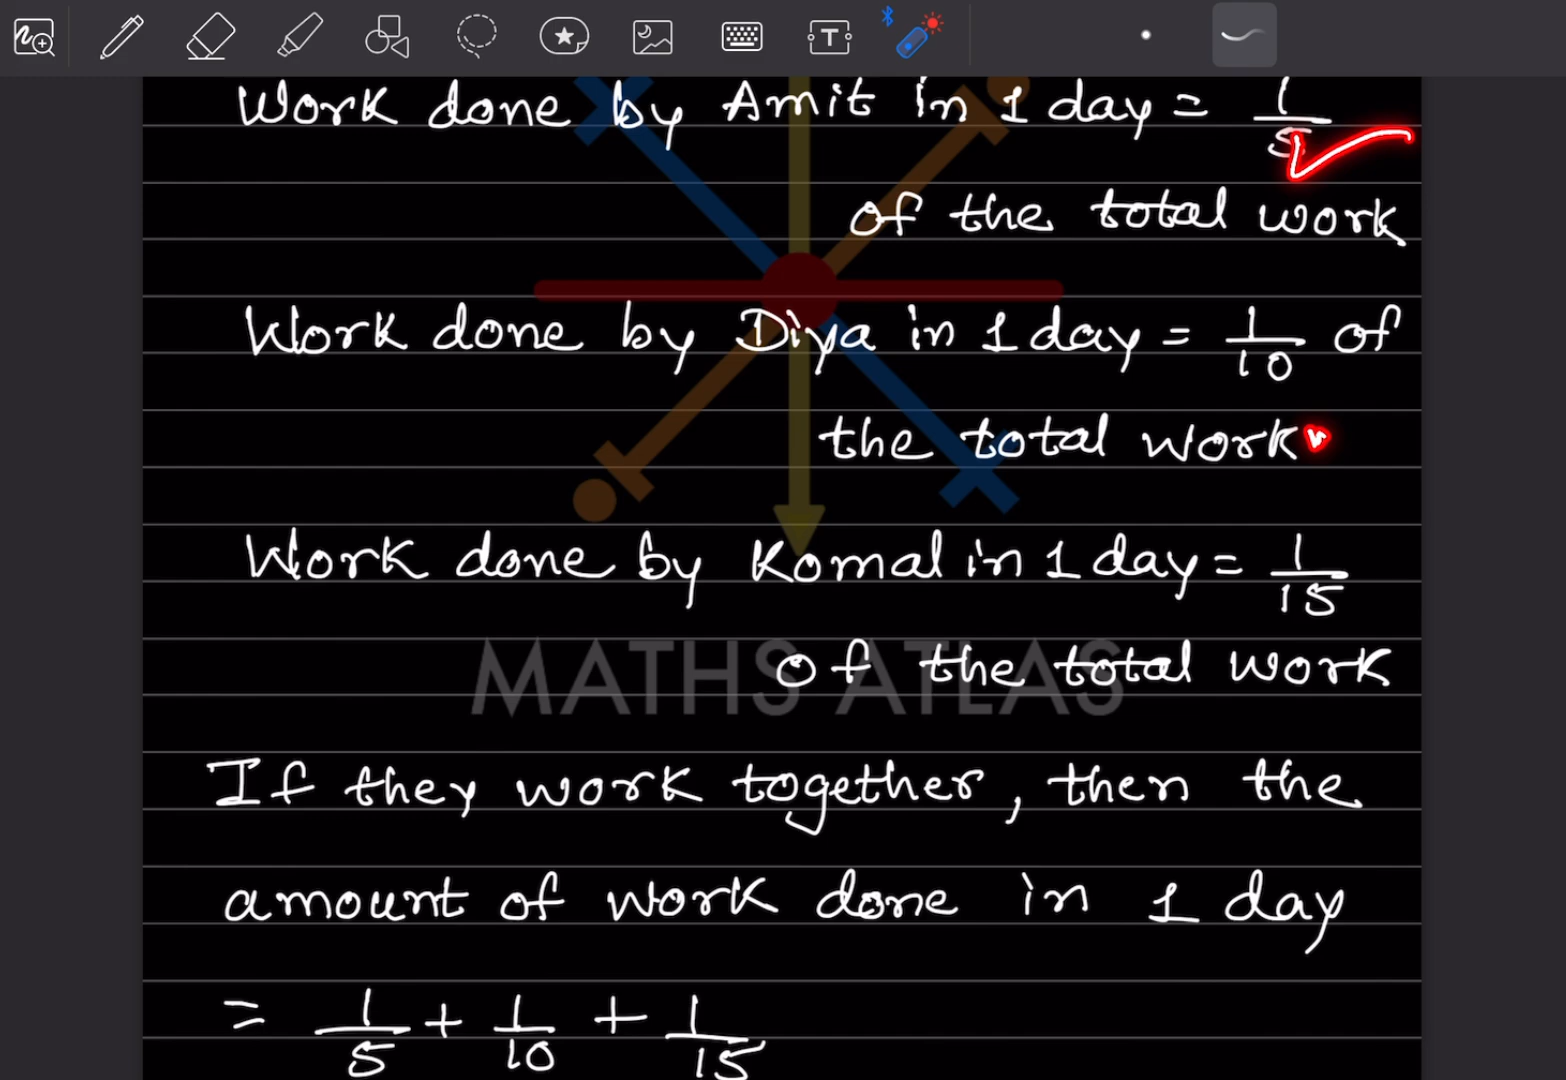 Work done by Amit in 1 day = 1/5
of the total work
Work done by Diya in 1 day = 1/10 of
the total work
Work done by Komal in 1 day = 1/15
of the total work
MATHS ATLAS
If they work together, then the
amount of work done in 1 day
= 1/5 + 1/10 + 1/15